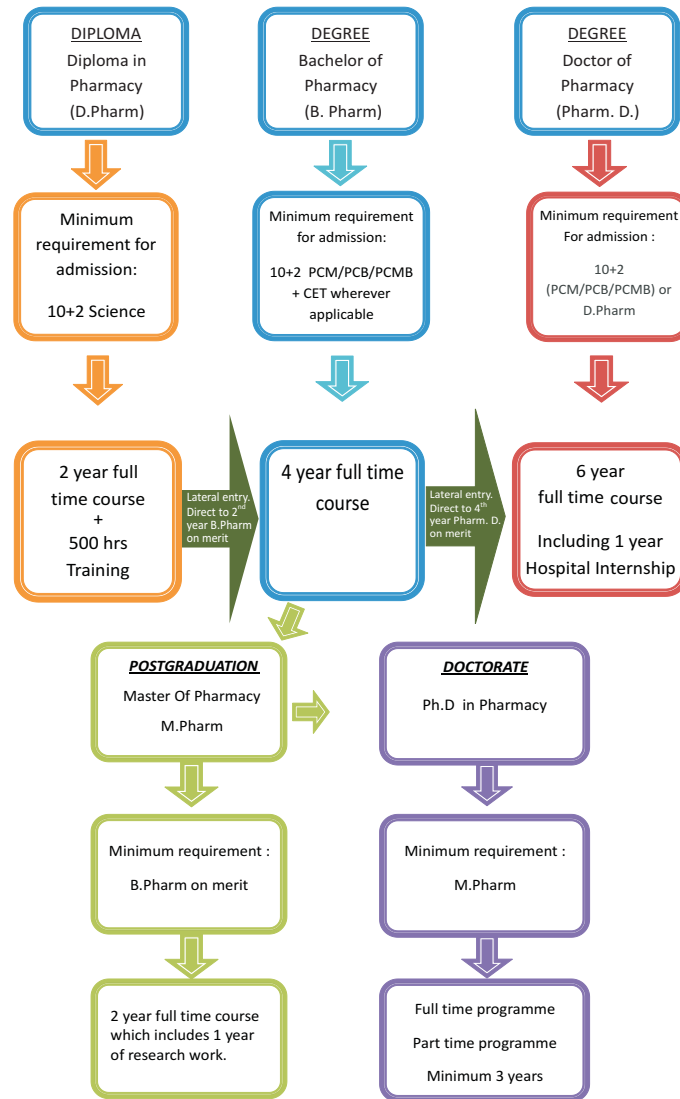 DIPLOMA
Diploma in
Pharmacy
(D.Pharm)
DEGREE
Bachelor of
Pharmacy
(B. Pharm)
DEGREE
Doctor of
Pharmacy
(Pharm. D.)
Minimum
requirement for
admission:
10+2 Science
Minimum requirement
for admission:
10+2 PCM/PCB/PCMB
+ CET wherever
applicable
Minimum requirement
For admission :
10+2
(PCM/PCB/PCMB) or
D.Pharm
2 year full
time course
+
500 hrs
Training
Lateral entry.
Direct to 2nd
year B.Pharm
on merit
4 year full time
course
Lateral entry.
Direct to 4th
year Pharm. D.
on merit
6 year
full time course
Including 1 year
Hospital Internship
POSTGRADUATION
Master Of Pharmacy
M.Pharm
DOCTORATE
Ph.D in Pharmacy
Minimum requirement :
B.Pharm on merit
Minimum requirement :
M.Pharm
2 year full time course
which includes 1 year
of research work.
Full time programme
Part time programme
Minimum 3 years